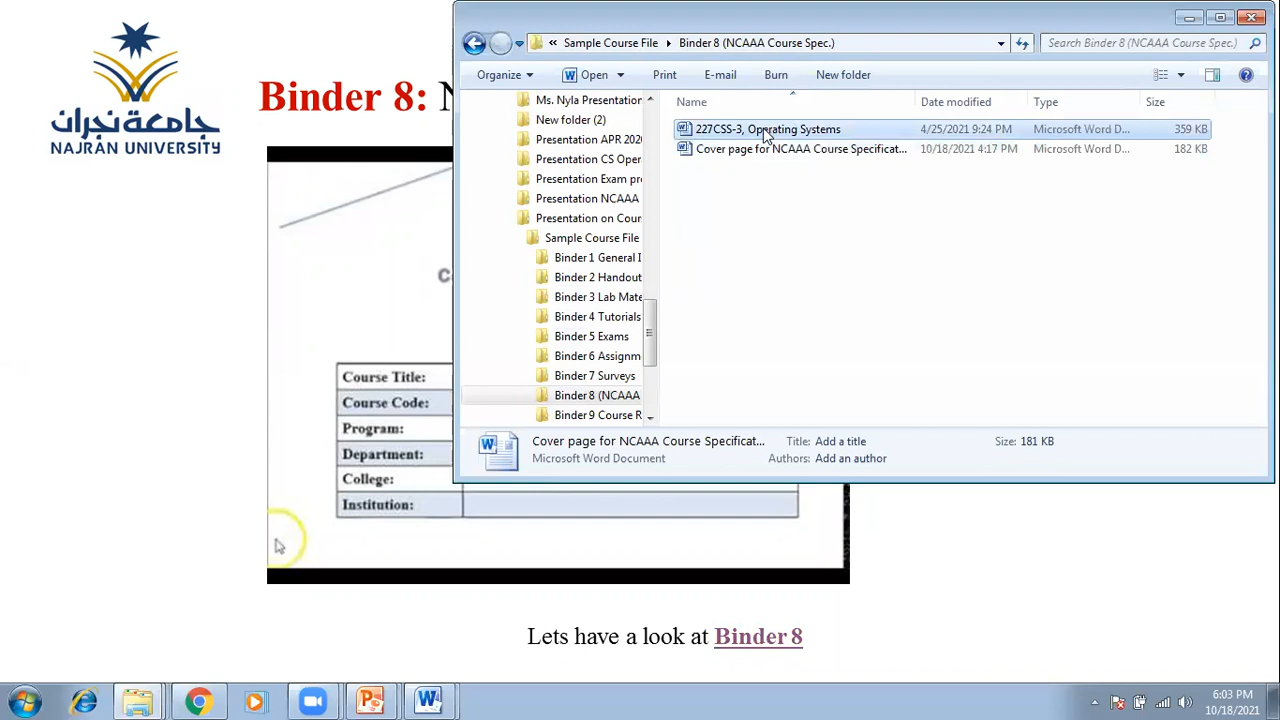 جامعة نجران
NAJRAN UNIVERSITY
Binder 8:
Course Title:
Course Code:
Program:
Department:
College:
Institution:
Lets have a look at Binder 8
« Sample Course File Binder 8 (NCAAA Course Spec.)
Search Binder 8 (NCAAA Course Spec.)
Organize Open Print E-mail Burn New folder
Ms. Nyla Presentation
New folder (2)
Presentation APR 2020
Presentation CS Oper
Presentation Exam pr
Presentation NCAAA
Presentation on Cour
Sample Course File
Binder 1 General I
Binder 2 Handout
Binder 3 Lab Mate
Binder 4 Tutorials
Binder 5 Exams
Binder 6 Assignm
Binder 7 Surveys
Binder 8 (NCAAA
Binder 9 Course R
Name Date modified Type Size
227CSS-3, Operating Systems 4/25/2021 9:24 PM Microsoft Word D... 359 KB
Cover page for NCAAA Course Specificat... 10/18/2021 4:17 PM Microsoft Word D... 182 KB
Cover page for NCAAA Course Specificat... Title: Add a title Size: 181 KB
Microsoft Word Document Authors: Add an author
6:03 PM
10/18/2021